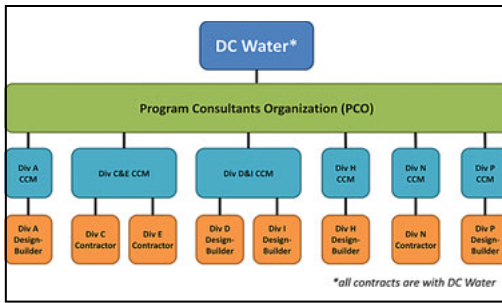 DC Water*
Program Consultants Organization (PCO)
Div A
CCM
Div C&E CCM
Div D&I CCM
Div H
CCM
Div N
CCM
Div P
CCM
Div A
Design-
Builder
Div C
Contractor
Div E
Contractor
Div D
Design-
Builder
Div I
Design-
Builder
Div H
Design-
Builder
Div N
Contractor
Div P
Design-
Builder
*all contracts are with DC Water